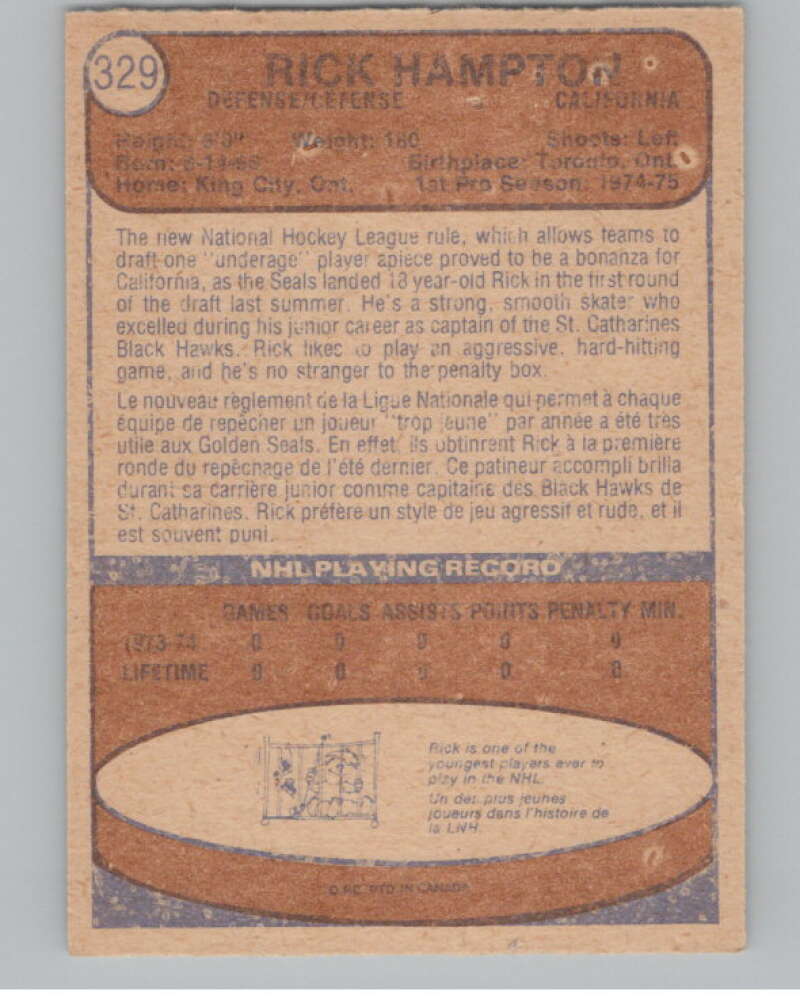 329
RICK HAMPTON
DEFENSE/DEFENSE CALIFORNIA
Height: 6'0" Weight: 180 Shoots: Left
Born: Birthplace: Toronto, Ont.
Home: King City, Ont. 1st Pro Season: 1974-75
The new National Hockey League rule, which allows teams to
draft one "underage" player apiece proved to be a bonanza for
California, as the Seals landed 18 year-old Rick in the first round
of the draft last summer. He's a strong, smooth skater who
excelled during his junior career as captain of the St. Catharines
Black Hawks. Rick likes to play an aggressive, hard-hitting
game, and he's no stranger to the penalty box.
Le nouveau règlement de la Ligue Nationale qui permet à chaque
équipe de repêcher un joueur "trop jeune" par année a été très
utile aux Golden Seals. En effet, ils obtinrent Rick à la première
ronde du repêchage de l'été dernier. Ce patineur accompli brilla
durant sa carrière junior comme capitaine des Black Hawks de
St. Catharines. Rick préfère un style de jeu agressif et rude, et il
est souvent puni.
NHL PLAYING RECORD
GAMES GOALS ASSISTS POINTS PENALTY MIN.
1973-74 0 0 0 0 0
LIFETIME 0 0 0 0 0
Rick is one of the
youngest players ever to
play in the NHL.
Un des plus jeunes
joueurs dans l'histoire de
la LNH.
PTD IN CANADA